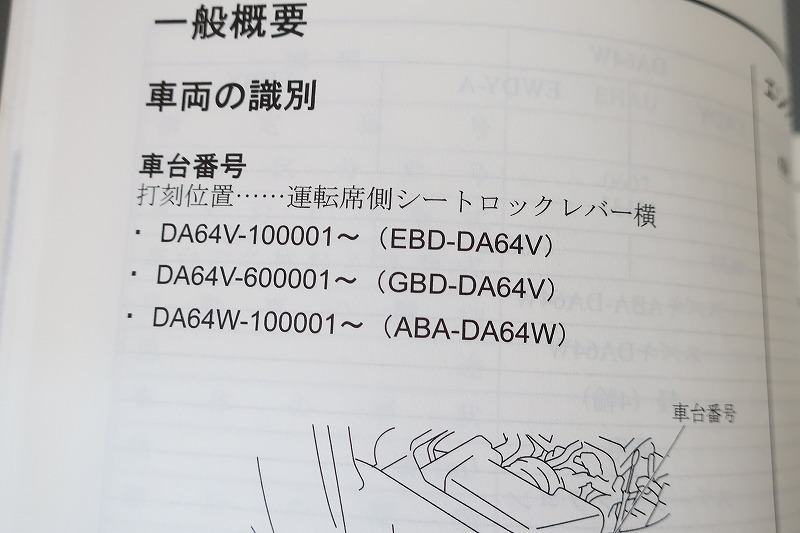 一般概要
車両の識別
車台番号
打刻位置……運転席側シートロックレバー横
・ DA64V-100001～（EBD-DA64V）
・ DA64V-600001～（GBD-DA64V）
・ DA64W-100001～（ABA-DA64W）
車台番号